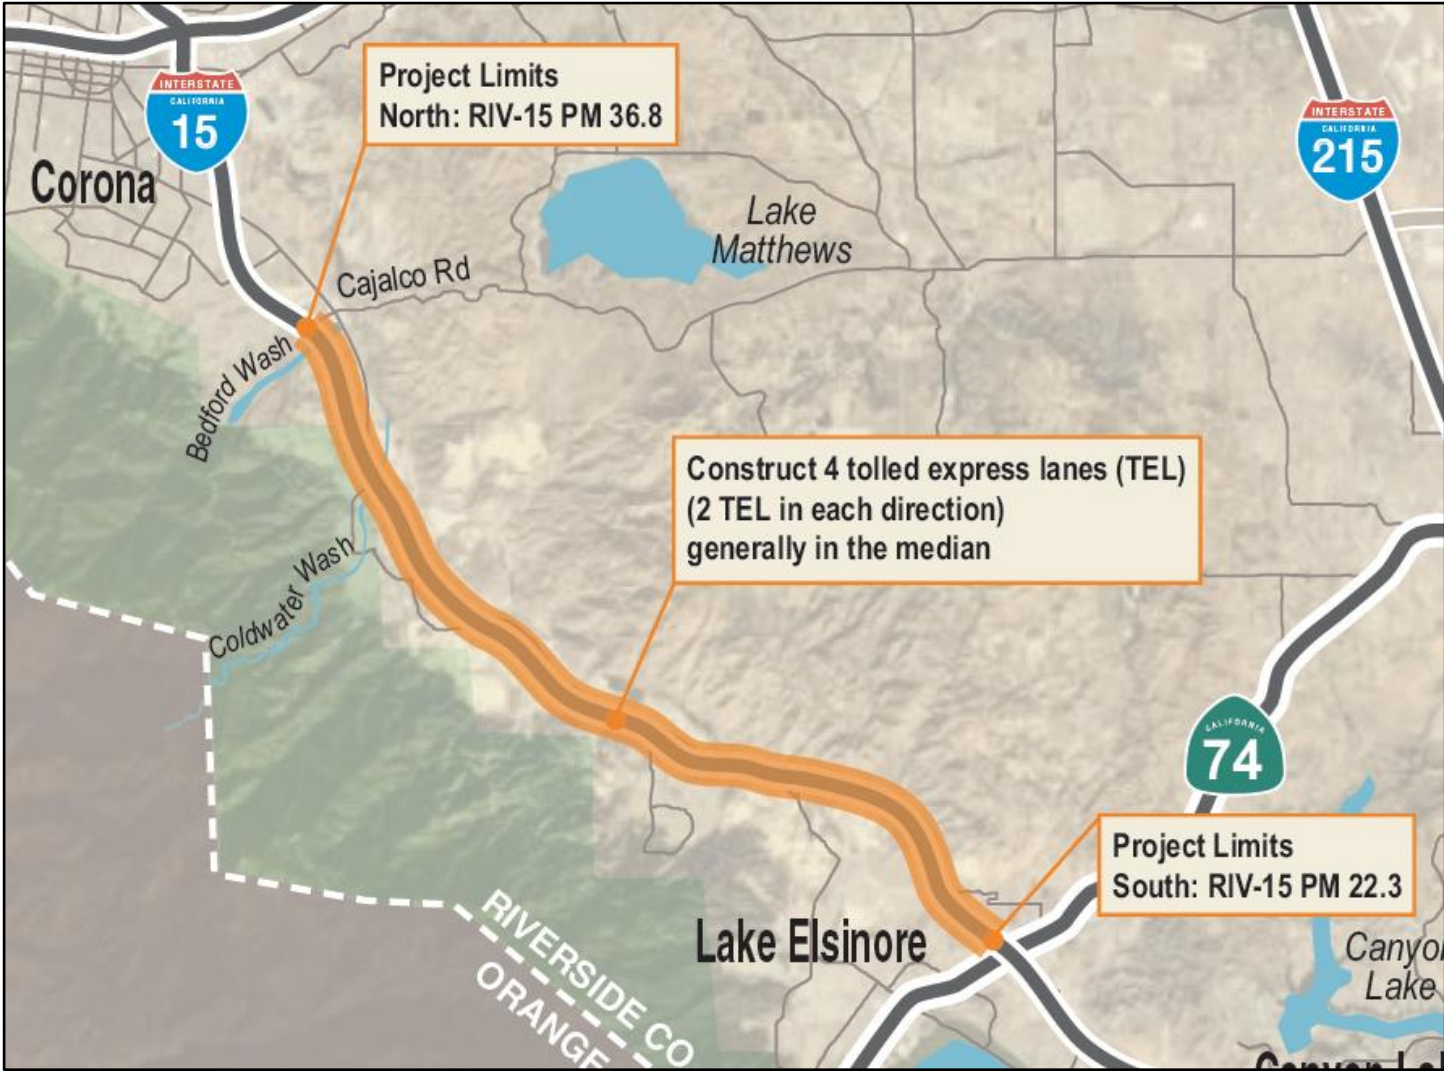 INTERSTATE
CALIFORNIA
15
Project Limits
North: RIV-15 PM 36.8
INTERSTATE
CALIFORNIA
215
Corona
Lake
Matthews
Cajalco Rd
Bedford Wash
Construct 4 tolled express lanes (TEL)
(2 TEL in each direction)
generally in the median
Coldwater Wash
CALIFORNIA
74
Project Limits
South: RIV-15 PM 22.3
Lake Elsinore
RIVERSIDE CO
ORANGE
Canyon
Lake